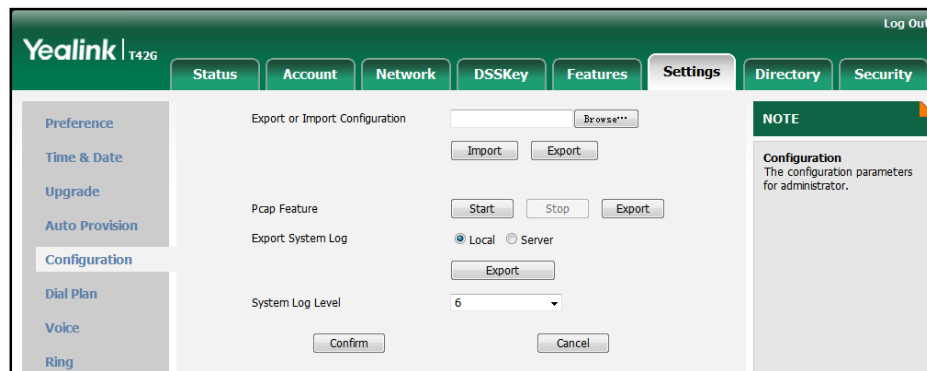 Log Out
Yealink T42G
Status Account Network DSSKey Features Settings Directory Security
Preference
Time & Date
Upgrade
Auto Provision
Configuration
Dial Plan
Voice
Ring
Export or Import Configuration Browse...
Import Export
Pcap Feature Start Stop Export
Export System Log Local Server
Export
System Log Level 6
Confirm Cancel
NOTE
Configuration
The configuration parameters
for administrator.